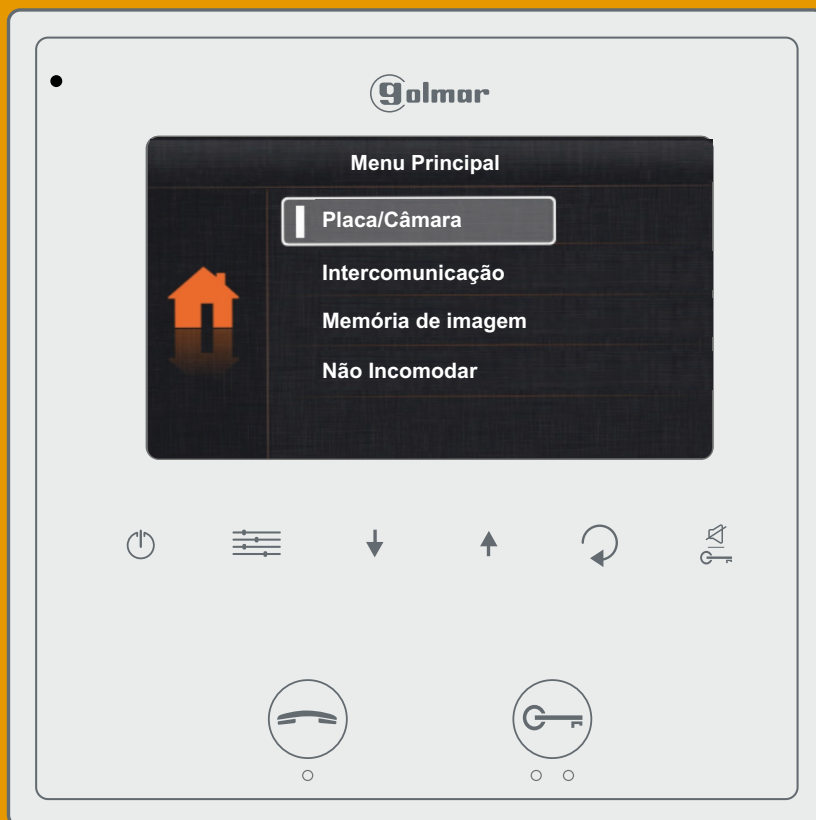 golmar
Menu Principal
Placa/Câmara
Intercomunicação
Memória de imagem
Não Incomodar